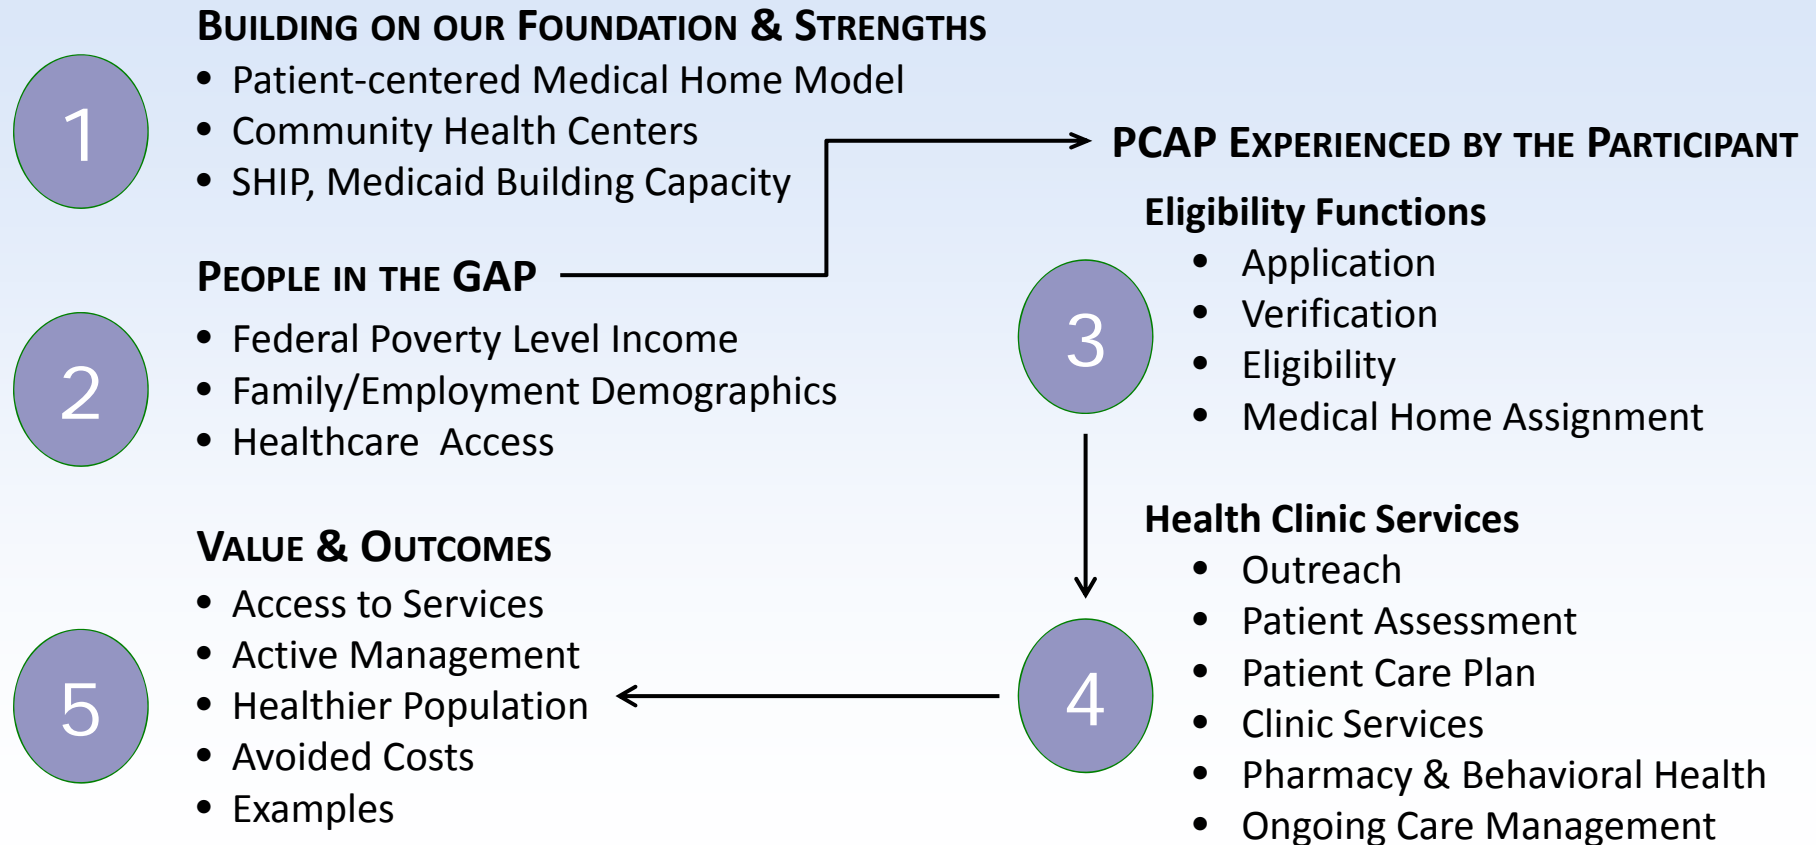 1
BUILDING ON OUR FOUNDATION & STRENGTHS
• Patient-centered Medical Home Model
• Community Health Centers
• SHIP, Medicaid Building Capacity
2
PEOPLE IN THE GAP
• Federal Poverty Level Income
• Family/Employment Demographics
• Healthcare  Access
PCAP EXPERIENCED BY THE PARTICIPANT
3
Eligibility Functions
• Application
• Verification
• Eligibility
• Medical Home Assignment
4
Health Clinic Services
• Outreach
• Patient Assessment
• Patient Care Plan
• Clinic Services
• Pharmacy & Behavioral Health
• Ongoing Care Management
5
VALUE & OUTCOMES
• Access to Services
• Active Management
• Healthier Population
• Avoided Costs
• Examples